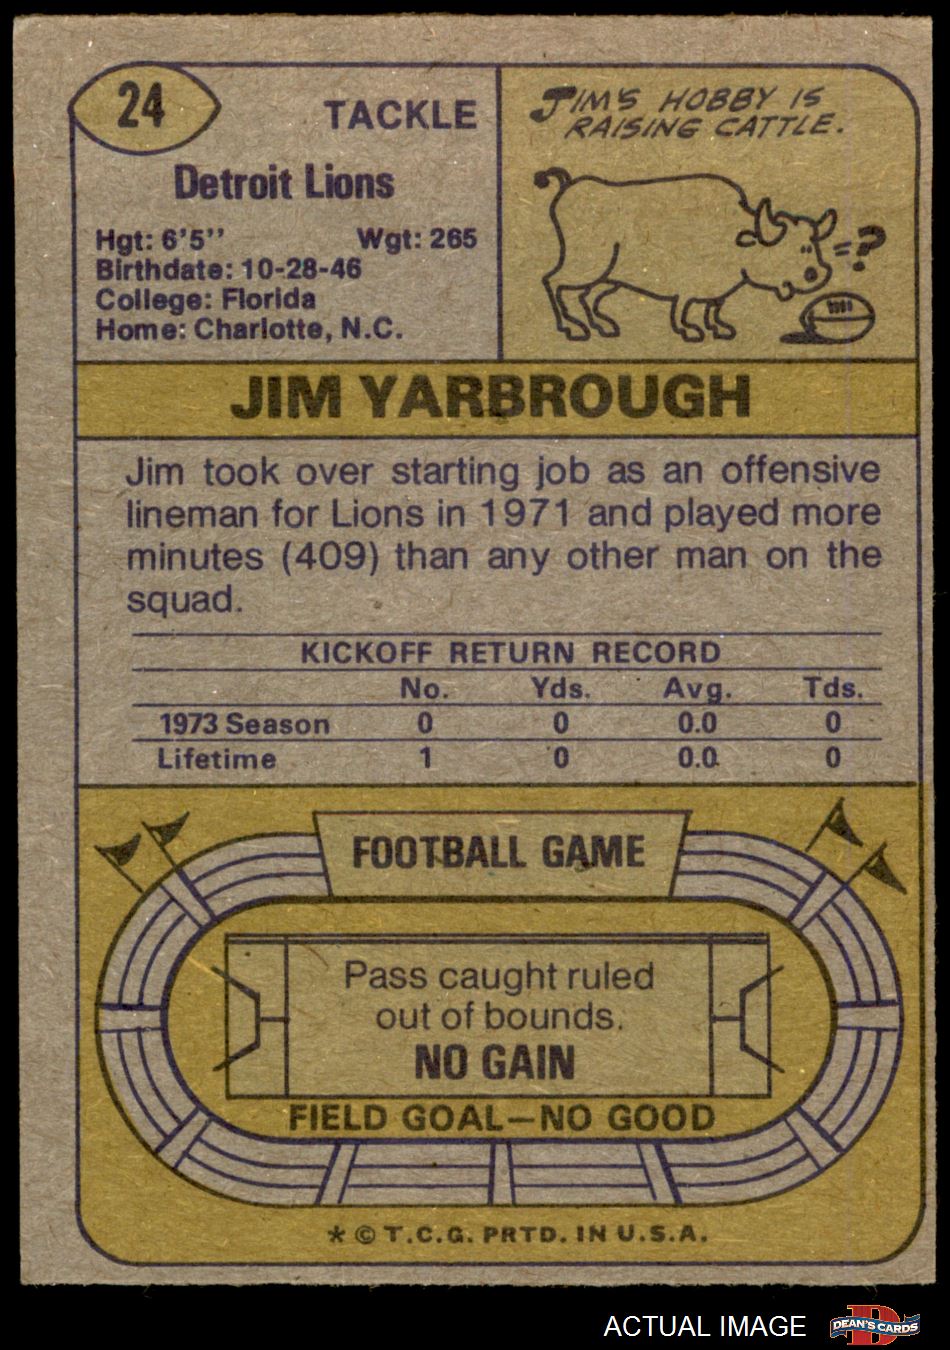 24
TACKLE
Detroit Lions
Hgt: 6'5'' Wgt: 265
Birthdate: 10-28-46
College: Florida
Home: Charlotte, N.C.
JIM'S HOBBY IS
RAISING CATTLE.
= ?
JIM YARBROUGH
Jim took over starting job as an offensive
lineman for Lions in 1971 and played more
minutes (409) than any other man on the
squad.
KICKOFF RETURN RECORD
No. Yds. Avg. Tds.
1973 Season 0 0 0.0 0
Lifetime 1 0 0.0 0
FOOTBALL GAME
Pass caught ruled
out of bounds.
NO GAIN
FIELD GOAL—NO GOOD
* © T.C.G. PRTD. IN U.S.A.
ACTUAL IMAGE
DEAN'S CARDS